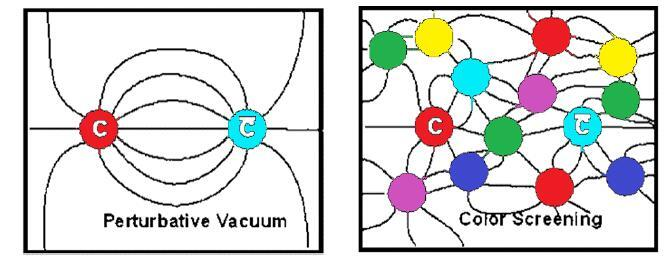 C C̅
Perturbative Vacuum
C C̅
Color Screening